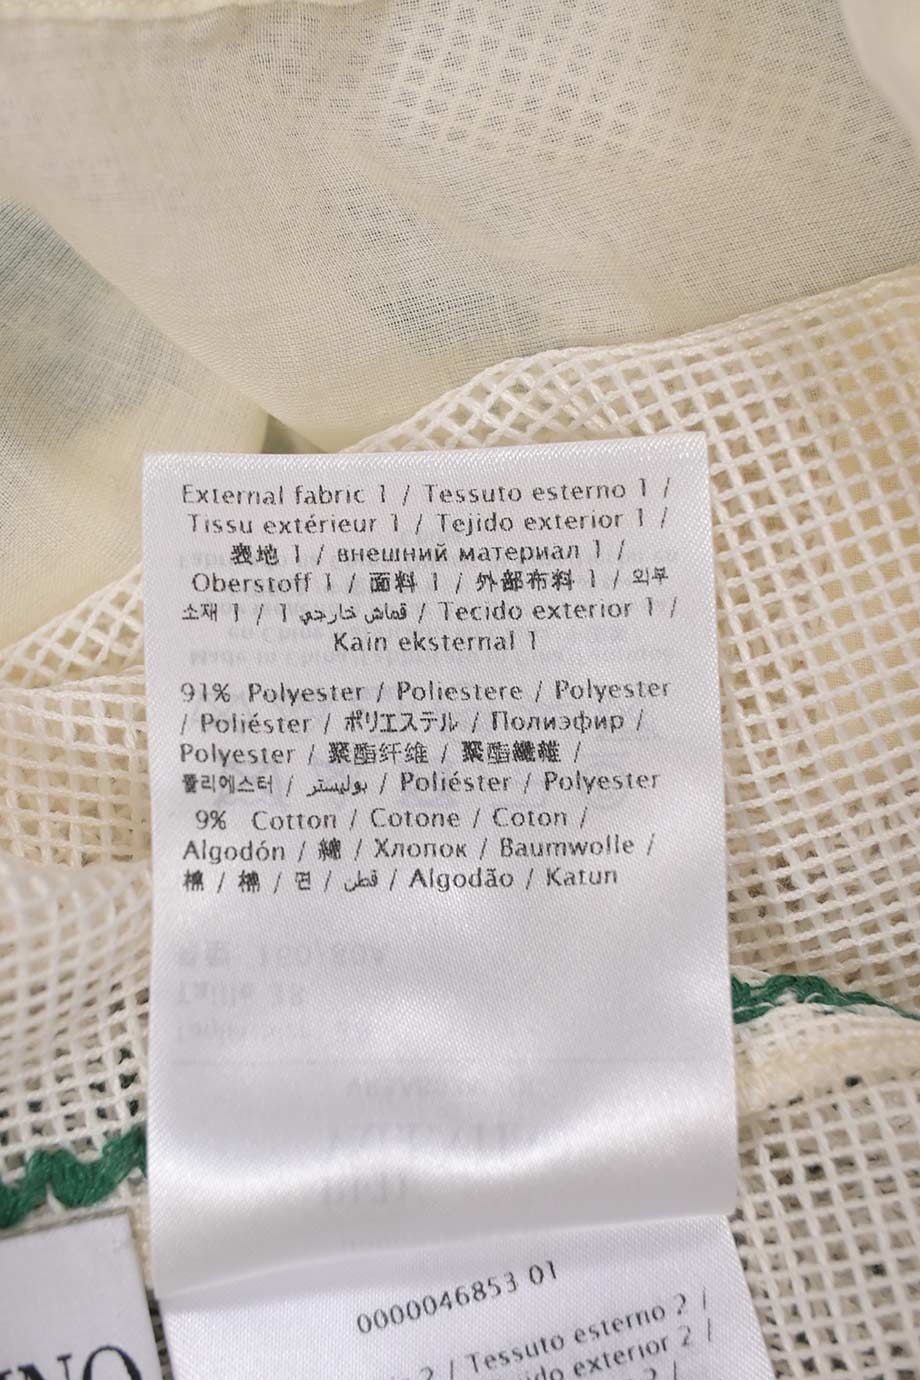 External fabric 1 / Tessuto esterno 1 /
Tissu extérieur 1 / Tejido exterior 1 /
表地 1 / внешний материал 1 /
Oberstoff 1 / 面料 1 / 外部布料 1 / 외부
소재 1 / قماش خارجي 1 / Tecido exterior 1 /
Kain eksternal 1
91% Polyester / Poliestere / Polyester
/ Poliéster / ポリエステル / Полиэфир /
Polyester / 聚酯纤维 / 聚酯纖維 /
폴리에스터 / بوليستر / Poliéster / Polyester
9% Cotton / Cotone / Coton /
Algodón / 綿 / Хлопок / Baumwolle /
棉 / 棉 / 면 / قطن / Algodão / Katun
0000046853 01
2 / Tessuto esterno 2 /
exterior 2 /
2 /